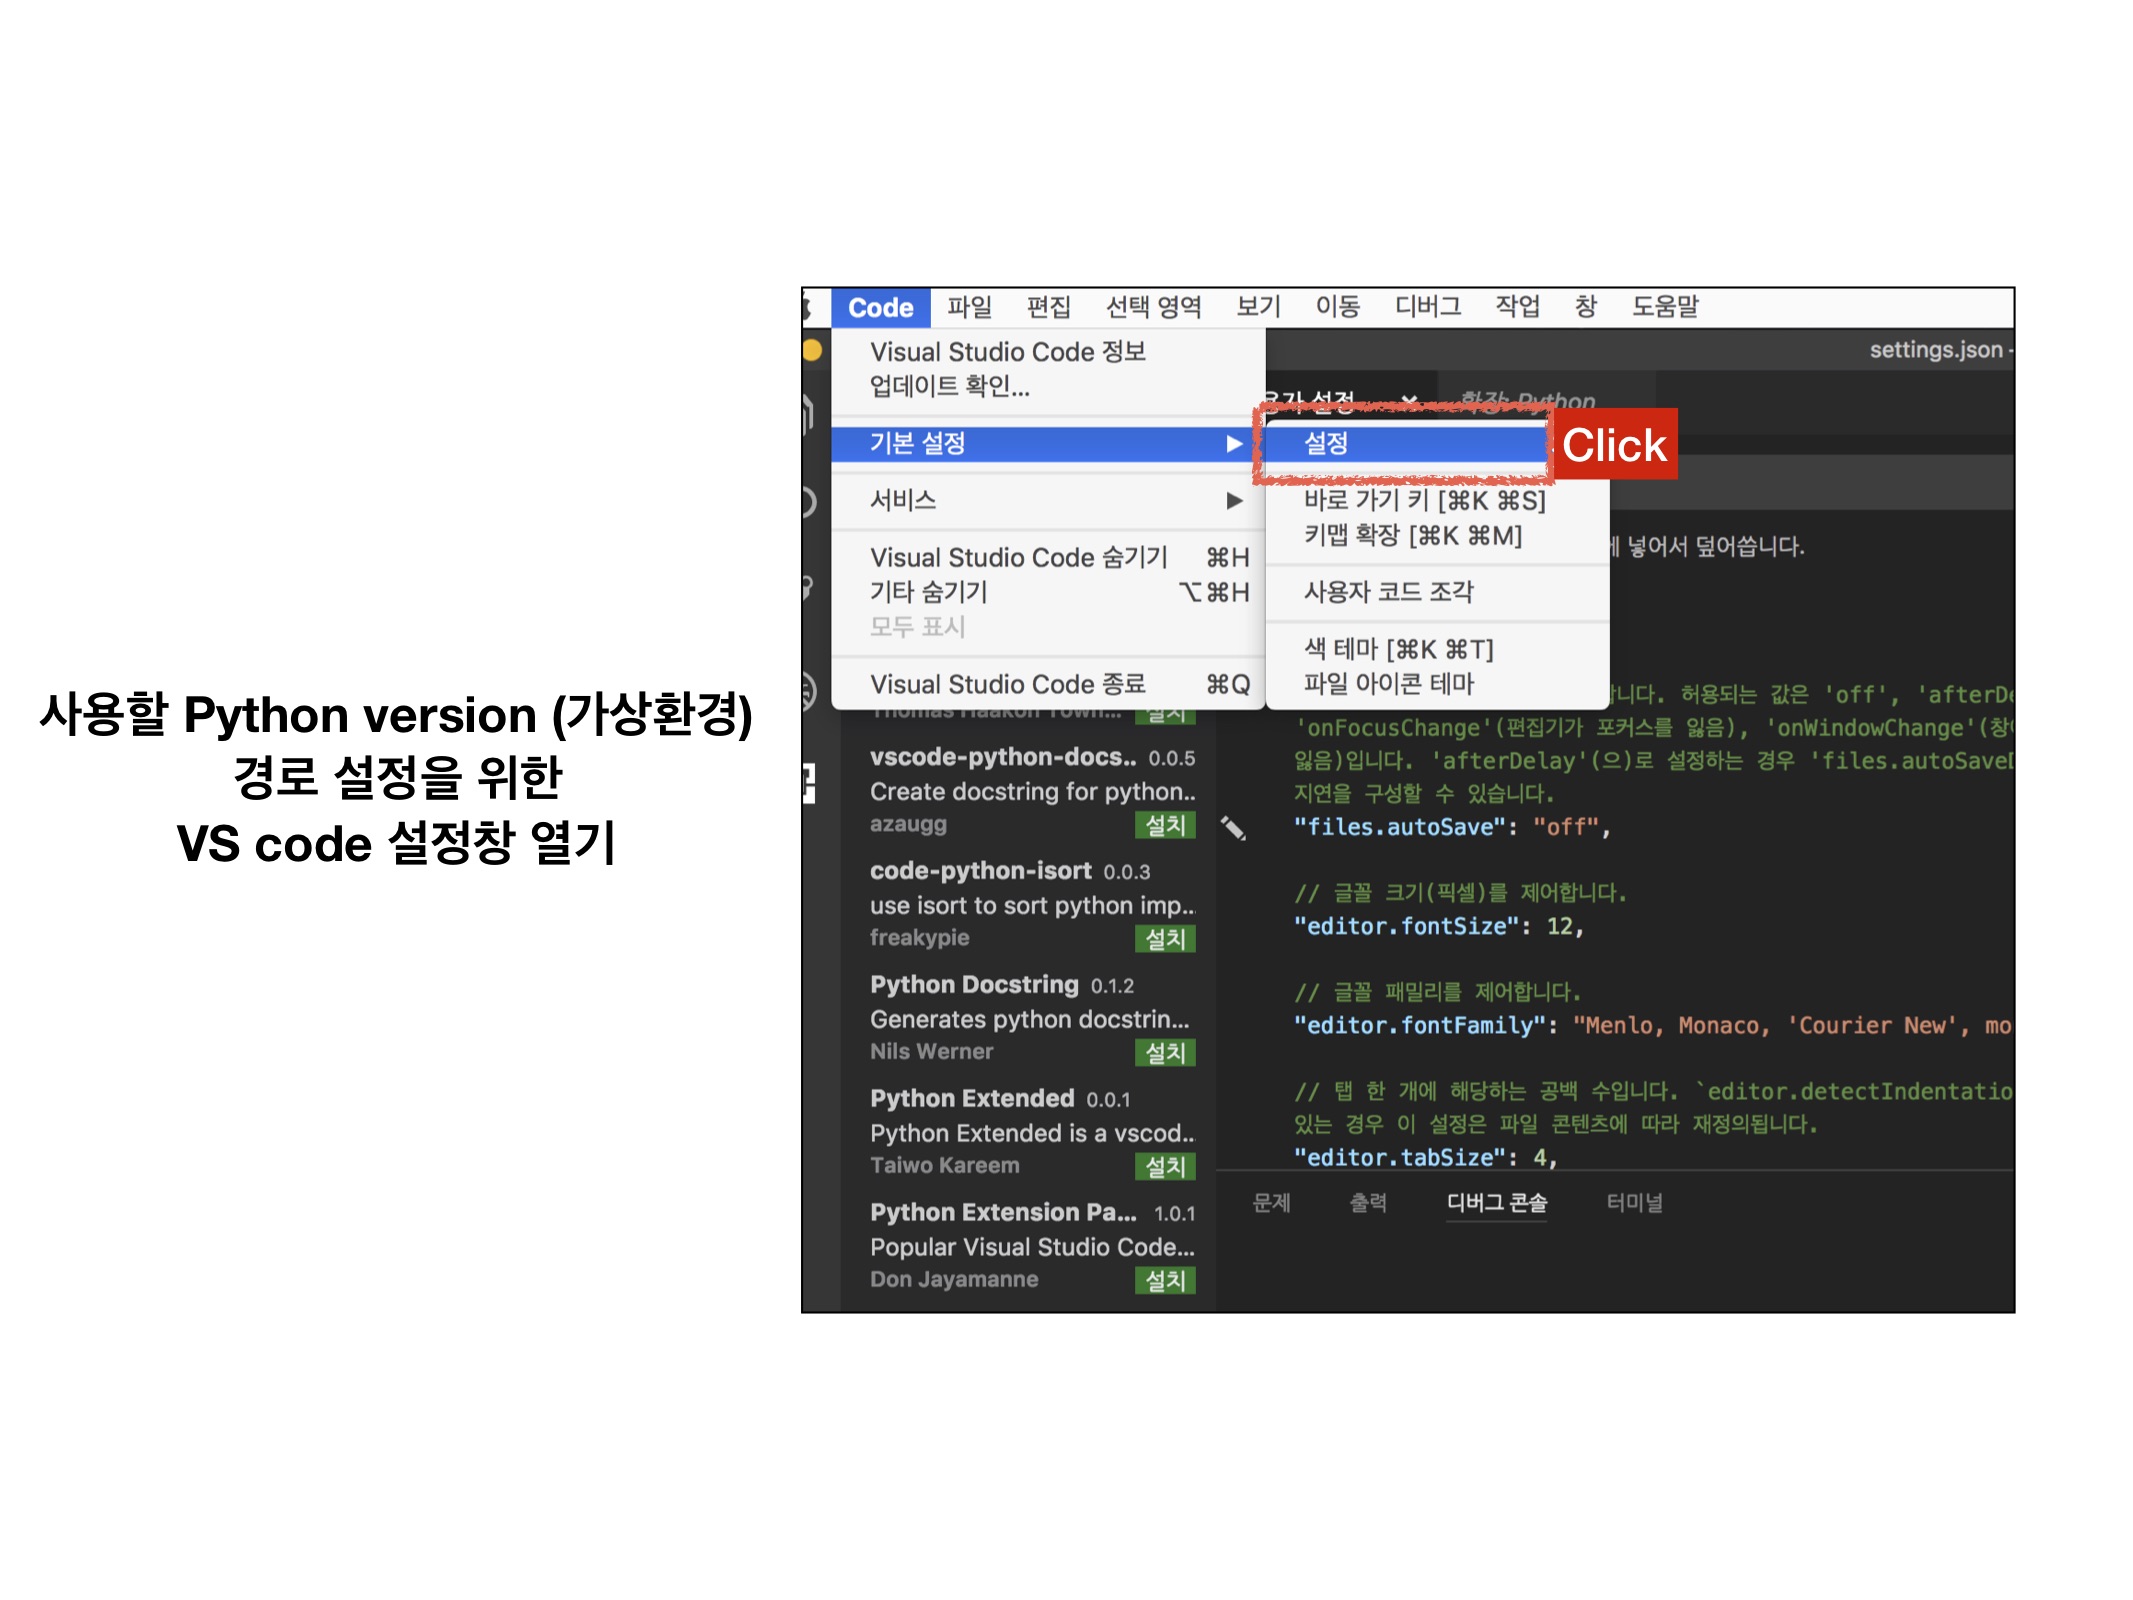 사용할 Python version (가상환경)
경로 설정을 위한
VS code 설정창 열기
Code 파일 편집 선택 영역 보기 이동 디버그 작업 창 도움말
Visual Studio Code 정보
업데이트 확인...
기본 설정
서비스
Visual Studio Code 숨기기 ⌘H
기타 숨기기 ⌥⌘H
모두 표시
Visual Studio Code 종료 ⌘Q
설정
Click
바로 가기 키 [⌘K ⌘S]
키맵 확장 [⌘K ⌘M]
사용자 코드 조각
색 테마 [⌘K ⌘T]
파일 아이콘 테마
settings.json -
설정
확장: Python
넣어서 덮어씁니다.
설치
vscode-python-docs.. 0.0.5
Create docstring for python..
azaugg 설치
code-python-isort 0.0.3
use isort to sort python imp..
freakypie 설치
Python Docstring 0.1.2
Generates python docstrin...
Nils Werner 설치
Python Extended 0.0.1
Python Extended is a vscod..
Taiwo Kareem 설치
Python Extension Pa... 1.0.1
Popular Visual Studio Code...
Don Jayamanne 설치
허용되는 값은 'off', 'afterDe
'onFocusChange'(편집기가 포커스를 잃음), 'onWindowChange'(창
잃음)입니다. 'afterDelay'(으)로 설정하는 경우 'files.autoSave
지연을 구성할 수 있습니다.
"files.autoSave": "off",
// 글꼴 크기(픽셀)를 제어합니다.
"editor.fontSize": 12,
// 글꼴 패밀리를 제어합니다.
"editor.fontFamily": "Menlo, Monaco, 'Courier New', mo
// 탭 한 개에 해당하는 공백 수입니다. `editor.detectIndentatio
있는 경우 이 설정은 파일 콘텐츠에 따라 재정의됩니다.
"editor.tabSize": 4,
문제 출력 디버그 콘솔 터미널